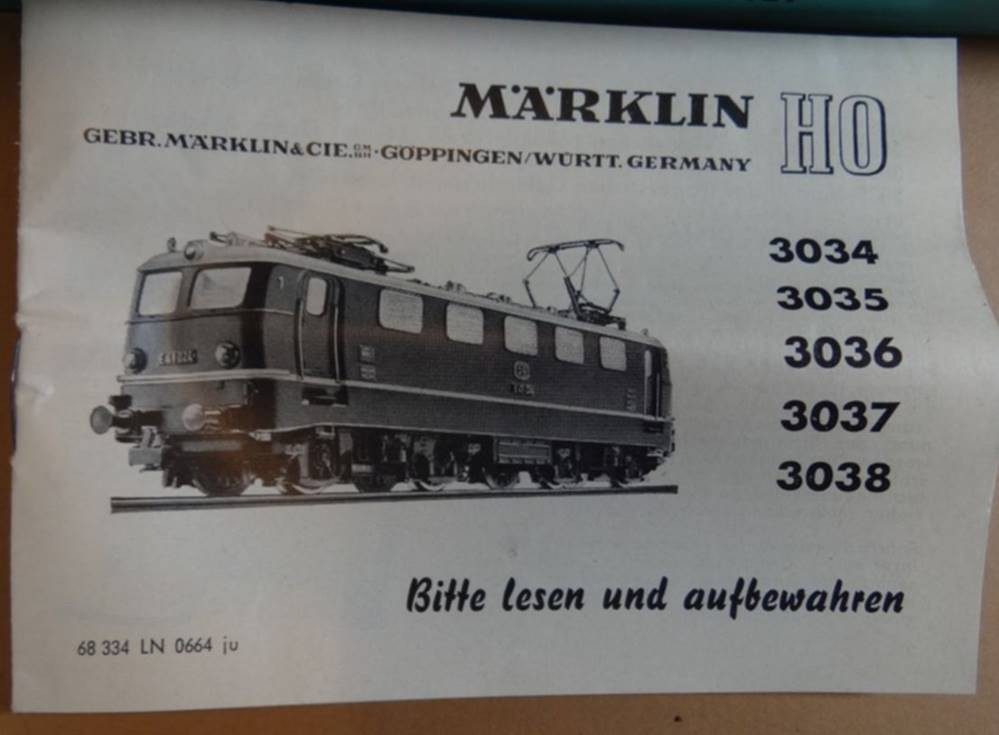 MÄRKLIN HO
GEBR. MÄRKLIN & CIE. GMBH · GÖPPINGEN/WÜRTT. GERMANY
3034
3035
3036
3037
3038
Bitte lesen und aufbewahren
68 334 LN 0664 ju